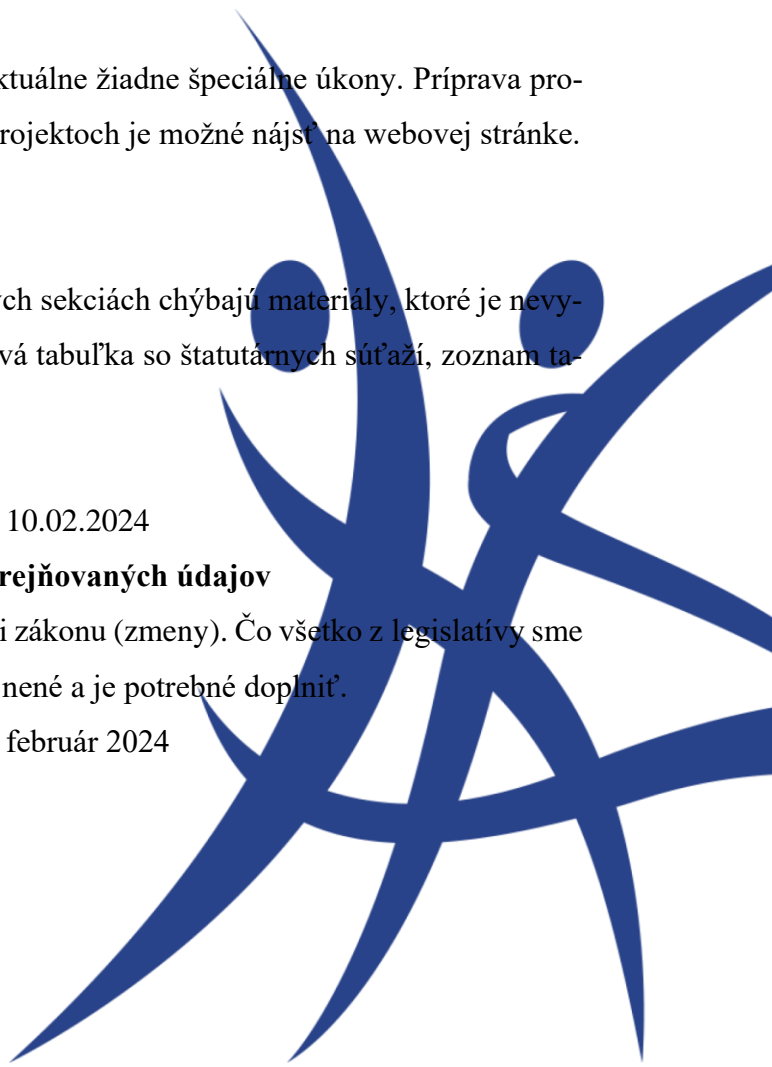 ktuálne žiadne špeciálne úkony. Príprava pro-
rojektoch je možné nájsť na webovej stránke.
ch sekciách chýbajú materiály, ktoré je nevy-
vá tabuľka so štatutárnych súťaží, zoznam ta-
10.02.2024
rejňovaných údajov
i zákonu (zmeny). Čo všetko z legislatívy sme
nené a je potrebné doplniť.
február 2024